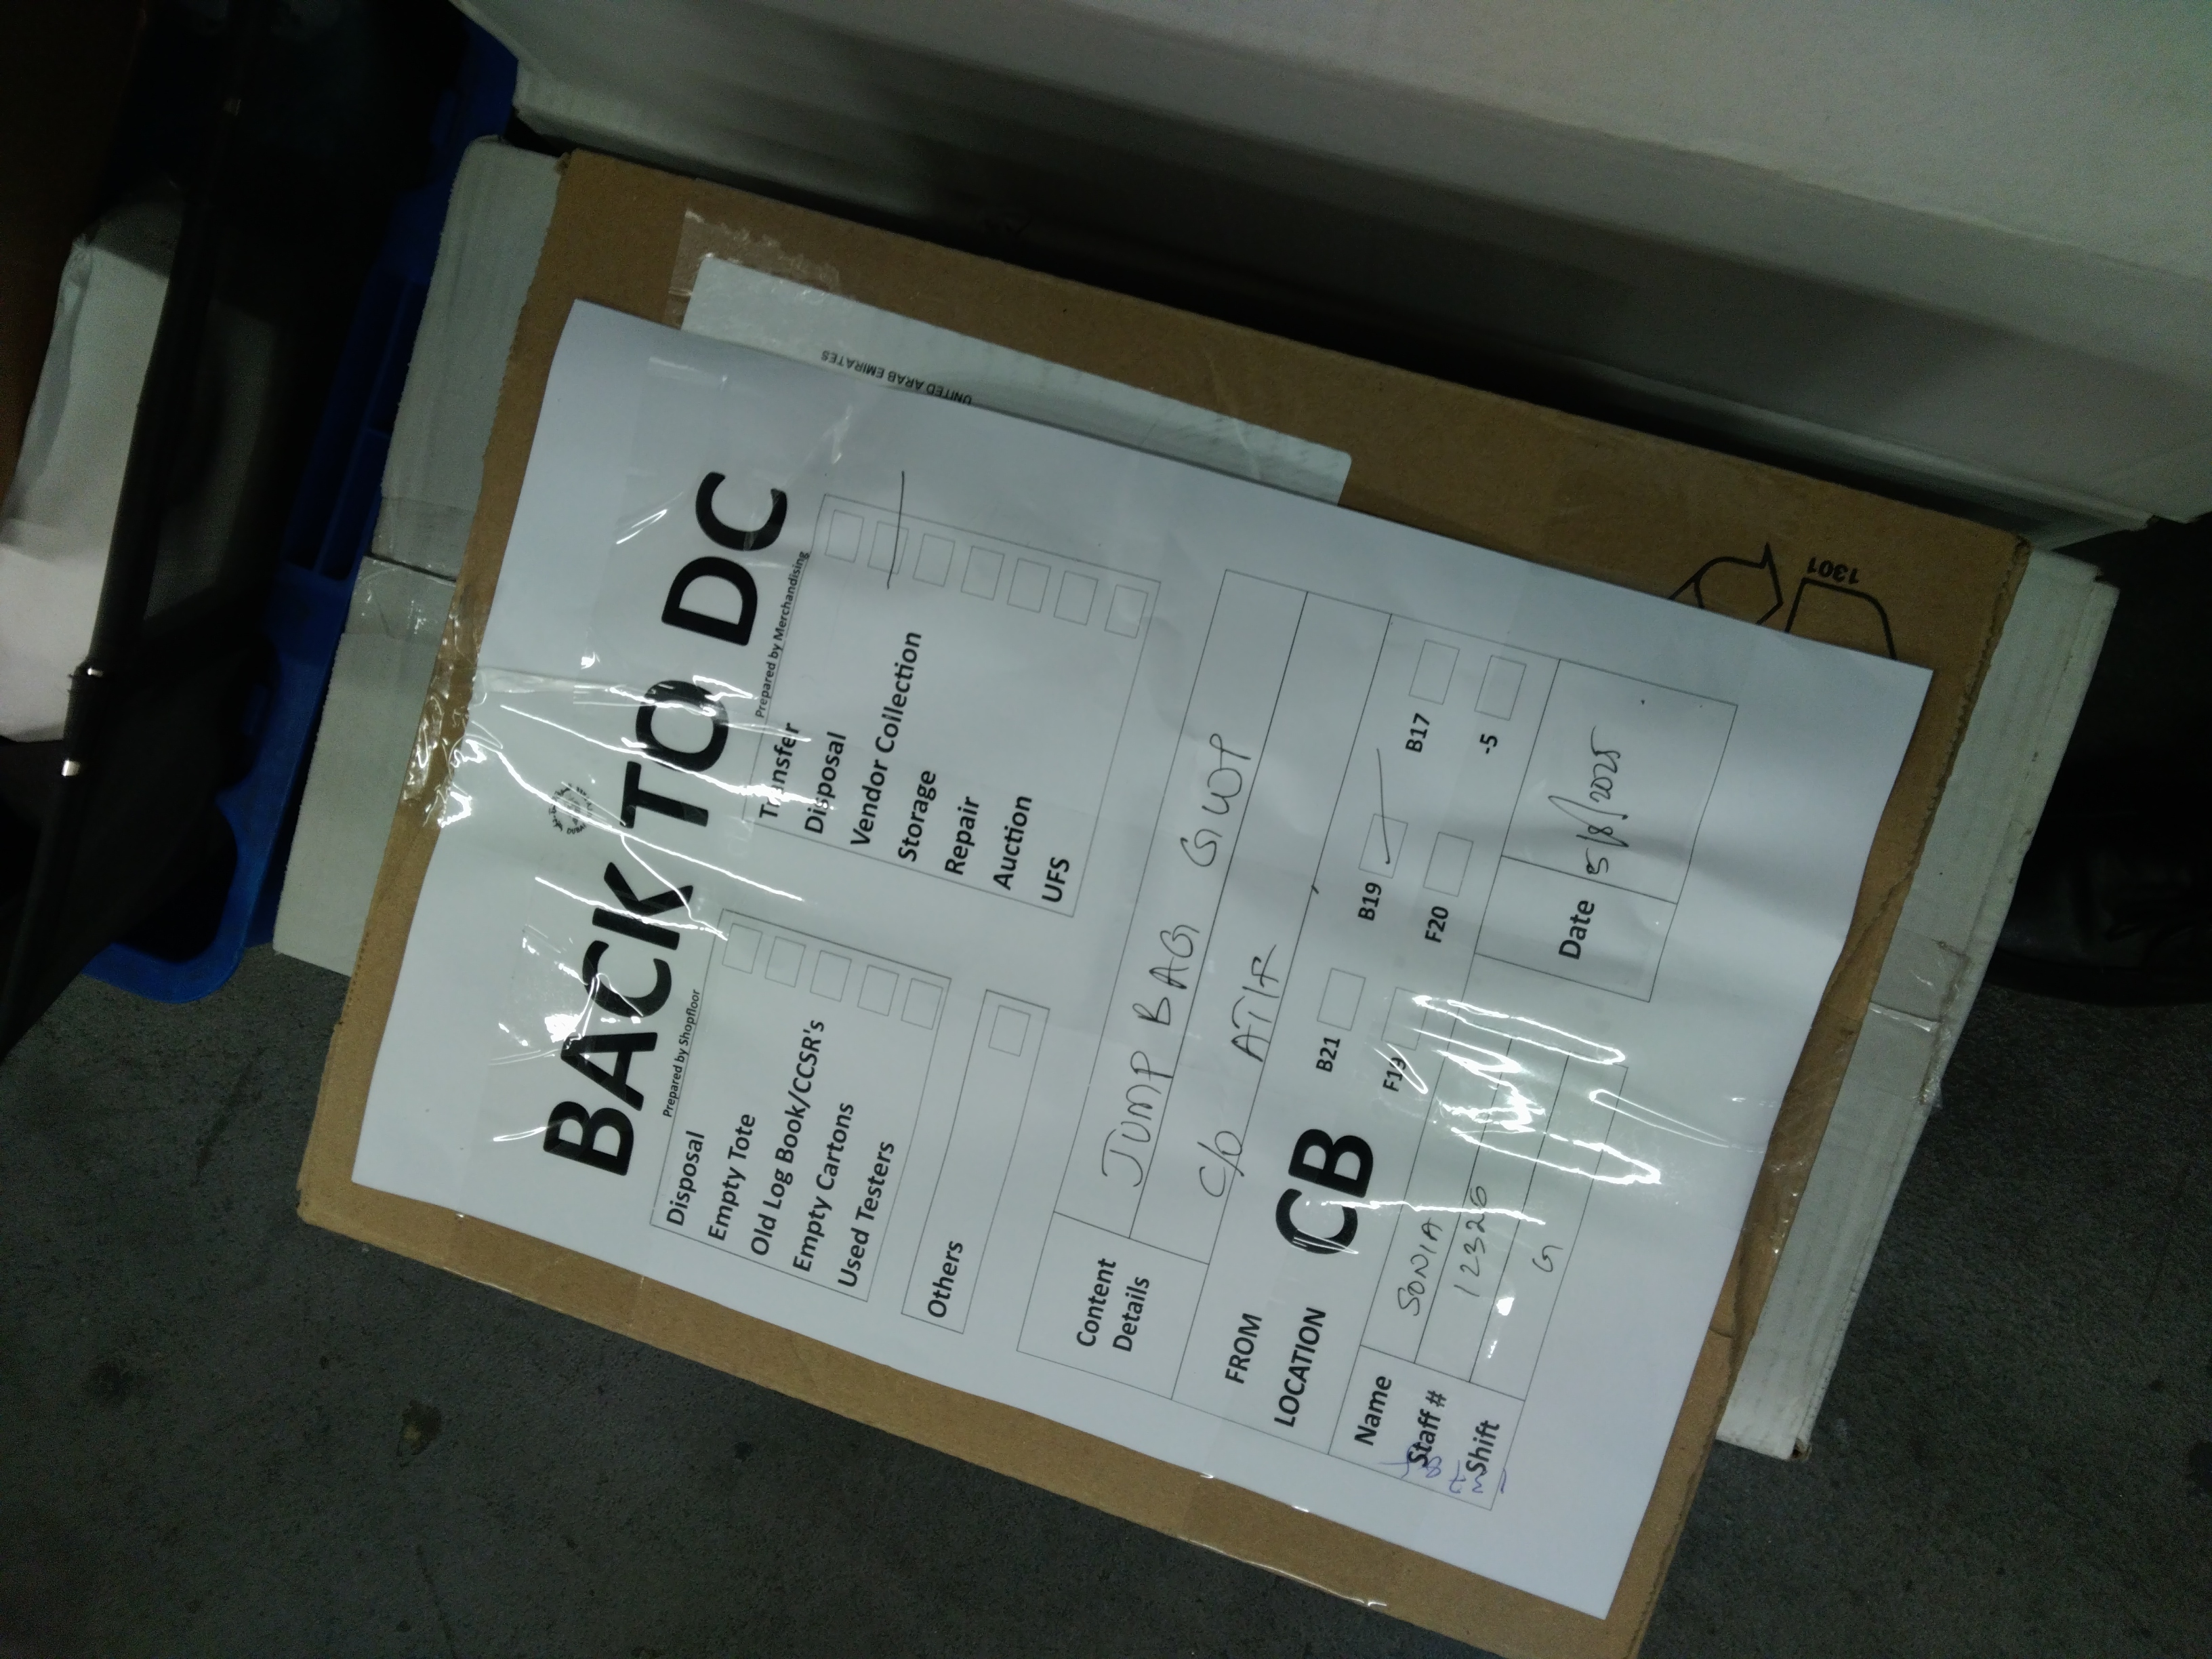 BACK TO DC
Prepared by Shopfloor
Disposal
Empty Tote
Old Log Book/CCSR's
Empty Cartons
Used Testers
Others
Prepared by Merchandising
Transfer
Disposal
Vendor Collection
Storage
Repair
Auction
UFS
Content Details
JUMP BAG GWP
C/O ATIF
FROM LOCATION CB
B21 B19 B17
F19 F20 -5
Name SONIA
Staff # 12326
Shift G
Date 5/8/2025
UNITED ARAB EMIRATES
1301